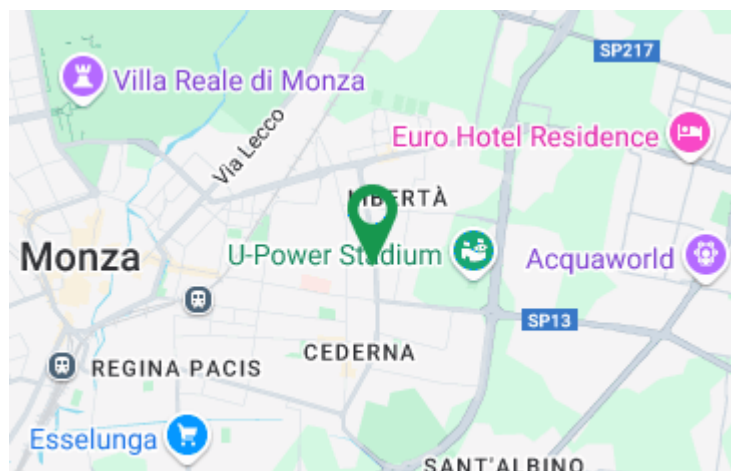 SP217
Villa Reale di Monza
Via Lecco
Euro Hotel Residence
LIBERTÀ
Monza
U-Power Stadium
Acquaworld
SP13
CEDERNA
REGINA PACIS
Esselunga
SANT'ALBINO